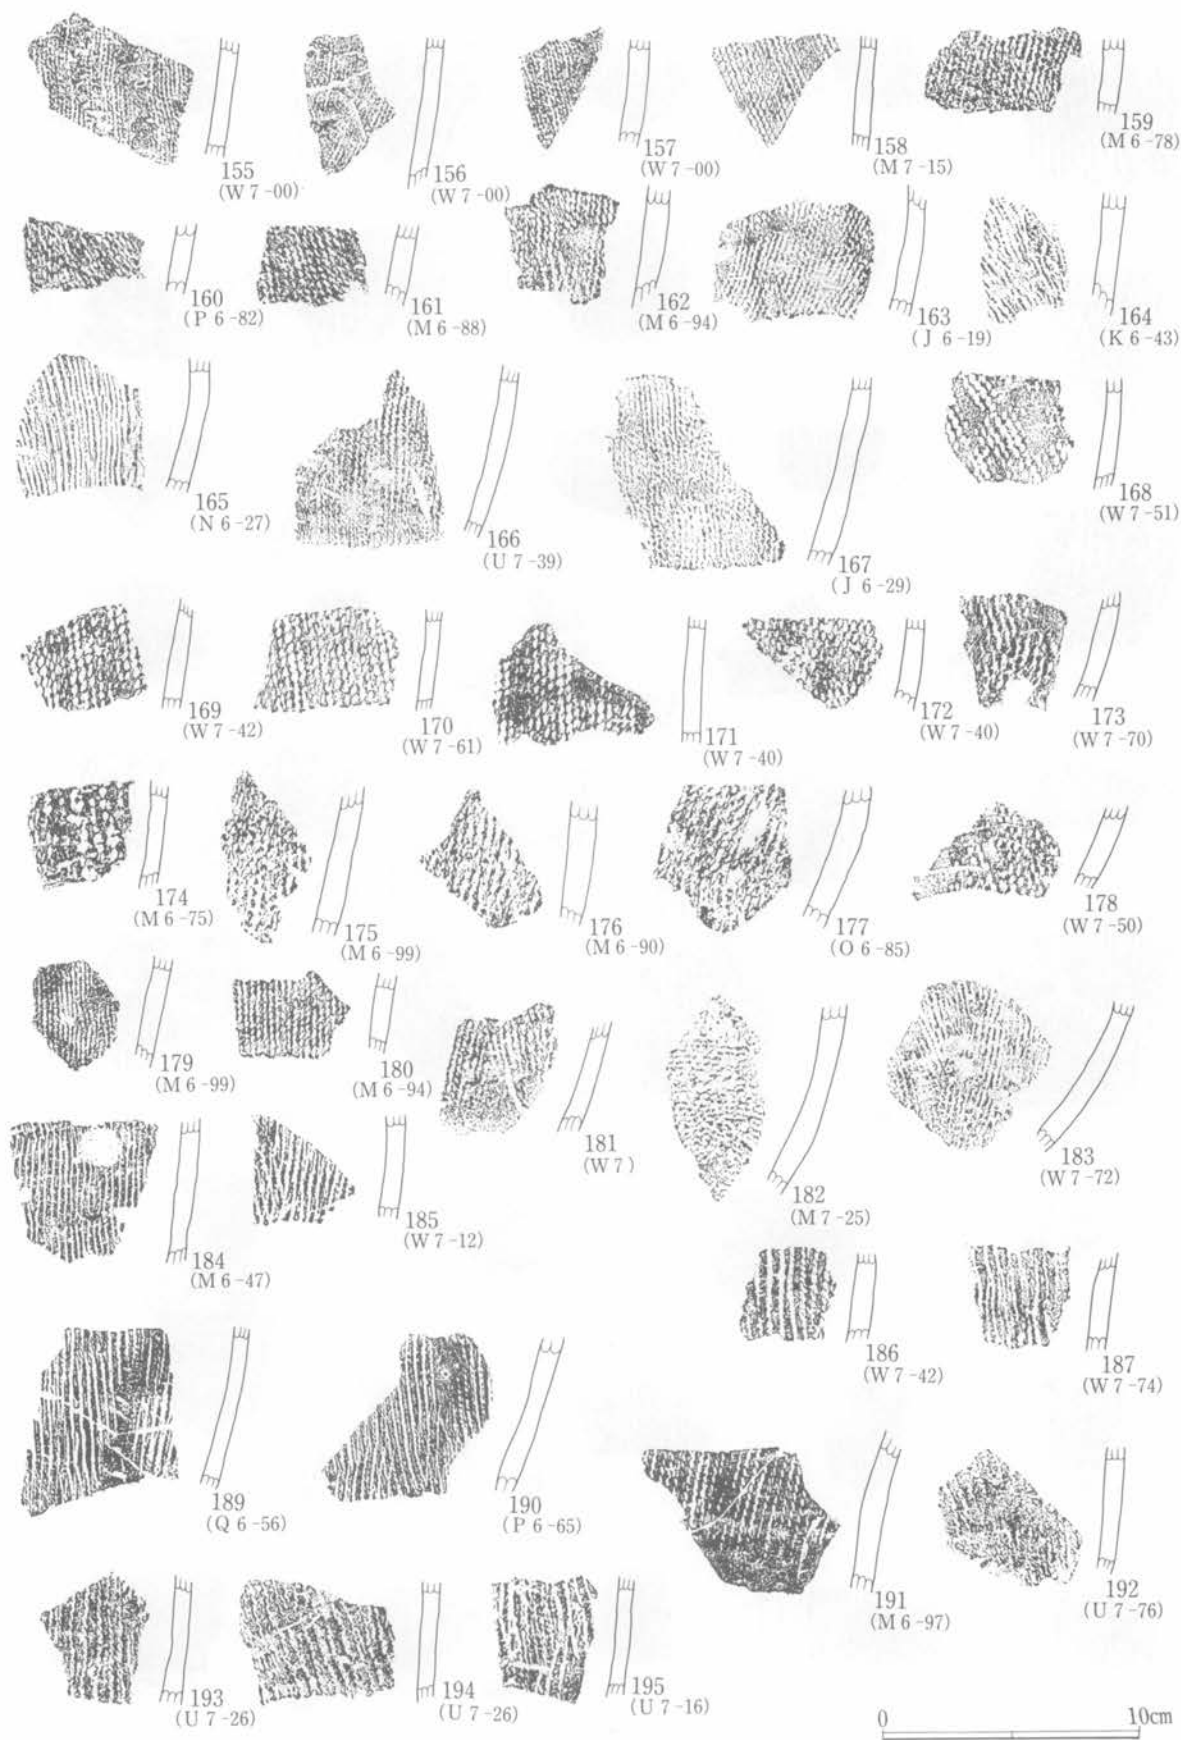 155
(W 7-00)
156
(W 7-00)
157
(W 7-00)
158
(M 7-15)
159
(M 6-78)
160
(P 6-82)
161
(M 6-88)
162
(M 6-94)
163
(J 6-19)
164
(K 6-43)
165
(N 6-27)
166
(U 7-39)
167
(J 6-29)
168
(W 7-51)
169
(W 7-42)
170
(W 7-61)
171
(W 7-40)
172
(W 7-40)
173
(W 7-70)
174
(M 6-75)
175
(M 6-99)
176
(M 6-90)
177
(O 6-85)
178
(W 7-50)
179
(M 6-99)
180
(M 6-94)
181
(W 7)
182
(M 7-25)
183
(W 7-72)
184
(M 6-47)
185
(W 7-12)
186
(W 7-42)
187
(W 7-74)
189
(Q 6-56)
190
(P 6-65)
191
(M 6-97)
192
(U 7-76)
193
(U 7-26)
194
(U 7-26)
195
(U 7-16)
0 10cm